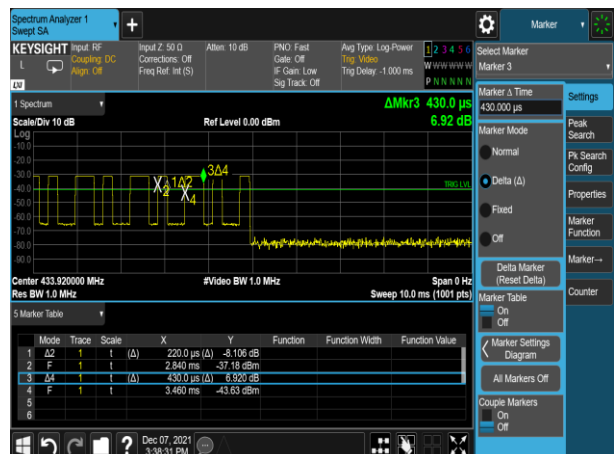 Spectrum Analyzer 1
Swept SA
Marker
KEYSIGHT
L
LXI
Input: RF
Coupling: DC
Align: Off
Input Z: 50 Ω
Corrections: Off
Freq Ref: Int (S)
Atten: 10 dB
PNO: Fast
Gate: Off
IF Gain: Low
Sig Track: Off
Avg Type: Log-Power
Trig: Video
Trig Delay: -1.000 ms
1 2 3 4 5 6
W W W W W W
P N N N N N
Select Marker
Marker 3
1 Spectrum
Scale/Div 10 dB
Ref Level 0.00 dBm
ΔMkr3 430.0 µs
6.92 dB
Log
-10.0
-20.0
-30.0
-40.0
-50.0
-60.0
-70.0
-80.0
-90.0
2
1Δ2
4
3Δ4
TRIG LVL
Center 433.920000 MHz
#Video BW 1.0 MHz
Span 0 Hz
Res BW 1.0 MHz
Sweep 10.0 ms (1001 pts)
5 Marker Table
Mode Trace Scale X Y Function Function Width Function Value
1 Δ2 1 t (Δ) 220.0 µs (Δ) -8.106 dB
2 F 1 t 2.840 ms -37.18 dBm
3 Δ4 1 t (Δ) 430.0 µs (Δ) 6.920 dB
4 F 1 t 3.460 ms -43.63 dBm
5
6
Marker Δ Time
430.000 µs
Marker Mode
Normal
Delta (Δ)
Fixed
Off
Delta Marker
(Reset Delta)
Marker Table
On
Off
Marker Settings
Diagram
All Markers Off
Couple Markers
On
Off
Settings
Peak
Search
Pk Search
Config
Properties
Marker
Function
Marker→
Counter
?
Dec 07, 2021
3:38:31 PM